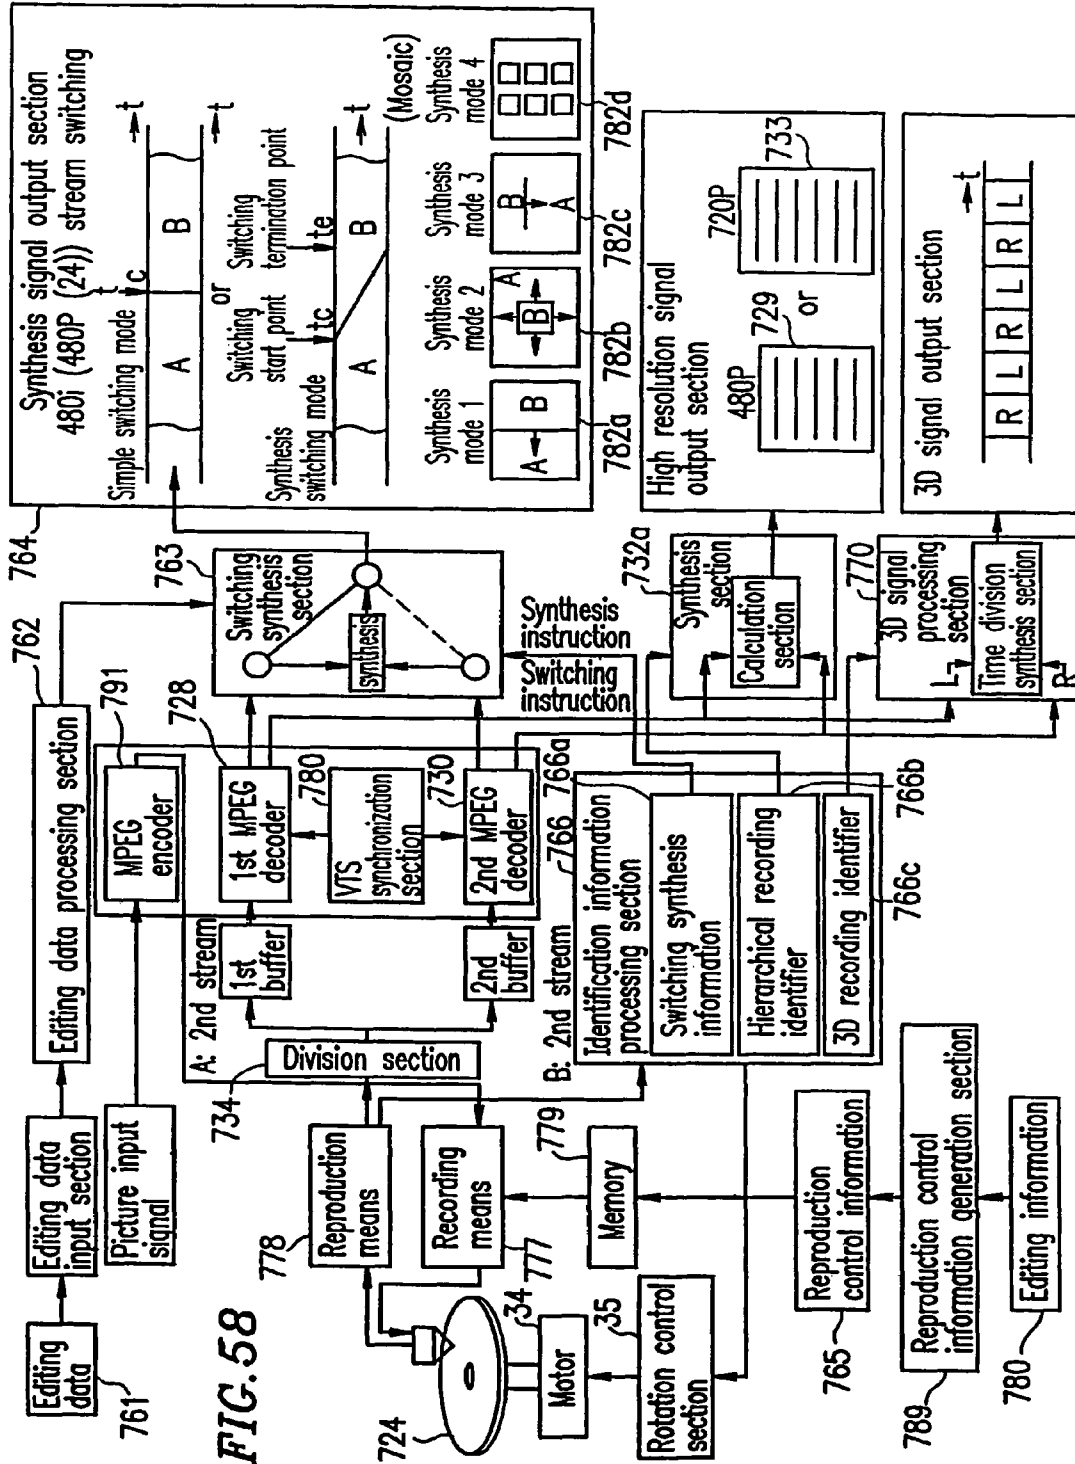 FIG.58
Editing
data
761
Editing data
input section
Editing data processing section
762
Picture input
signal
MPEG
encoder
791
A: 2nd stream
1st
buffer
1st MPEG
decoder
728
VTS
synchronization
section
780
2nd
buffer
2nd MPEG
decoder
730
Division section
734
Reproduction
means
778
Recording
means
777
Memory
779
724
Motor
34
Rotation control
section
35
Reproduction
control information
765
Reproduction control
information generation section
789
Editing information
780
B: 2nd stream
Identification information
processing section
766
Switching synthesis
information
766a
Hierarchical recording
identifier
766b
3D recording identifier
766c
Switching
synthesis
section
763
synthesis
Synthesis
instruction
Switching
instruction
Synthesis
section
732a
Calculation
section
3D signal
processing
section
770
L
Time division
synthesis section
R
764
Synthesis signal output section
480i (480P (24)) stream switching
Simple switching mode
t
c
t
A
B
t
or
Synthesis
switching mode
Switching
start point
Switching
termination point
tc
te
A
B
t
Synthesis
mode 1
A
B
782a
Synthesis
mode 2
A
B
782b
Synthesis
mode 3
B
A
782c
(Mosaic)
Synthesis
mode 4
782d
High resolution signal
output section
480P
729
or
720P
733
3D signal output section
R
L
R
L
R
L
t